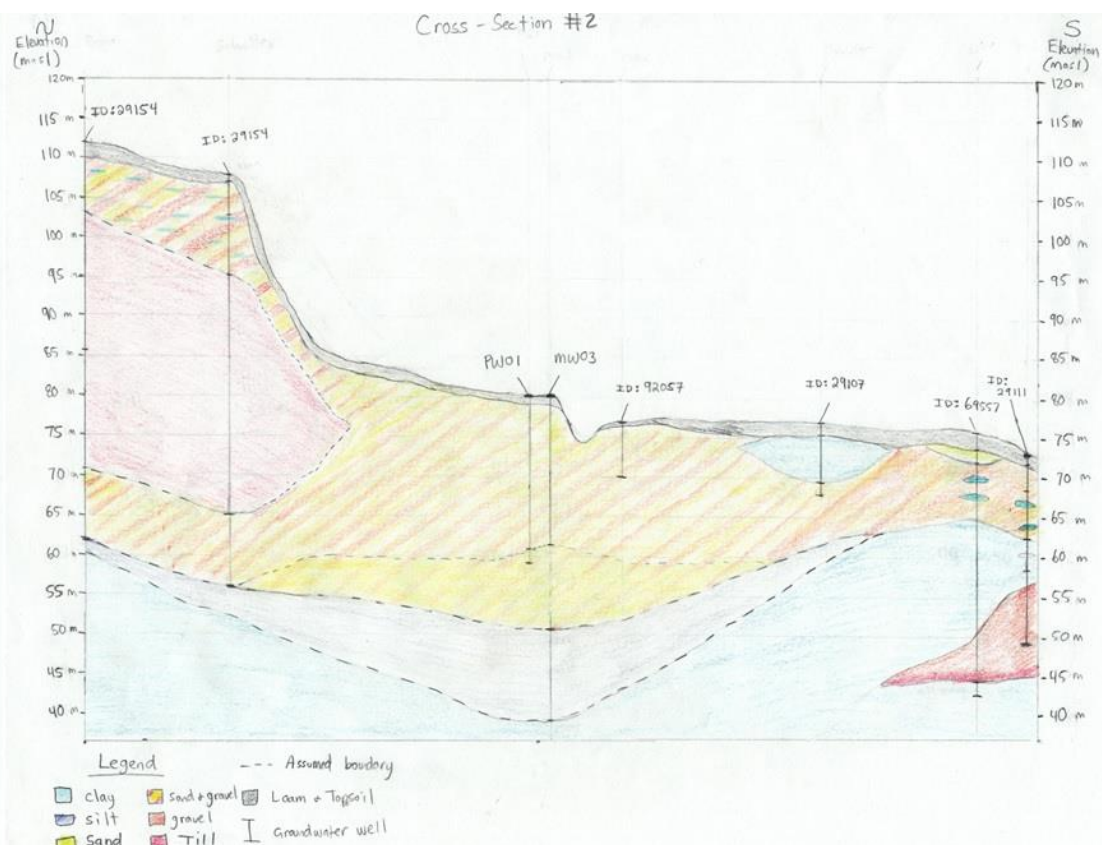 Cross-Section #2
N
Elevation
(masl)
S
Elevation
(masl)
120m
115 m
110 m
105 m
100 m
95 m
90 m
85 m
80 m
75 m
70 m
65 m
60 m
55 m
50 m
45 m
40 m
120m
115 m
110 m
105 m
100 m
95 m
90 m
85 m
80 m
75 m
70 m
65 m
60 m
55 m
50 m
45 m
40 m
ID:29154
ID: 29154
PW01
MW03
ID: 92057
ID:29107
ID: 69557
ID:
29111
Legend
--- Assumed boudary
clay
sand+gravel
Loam + Topsoil
silt
gravel
Groundwater well
Sand
Till